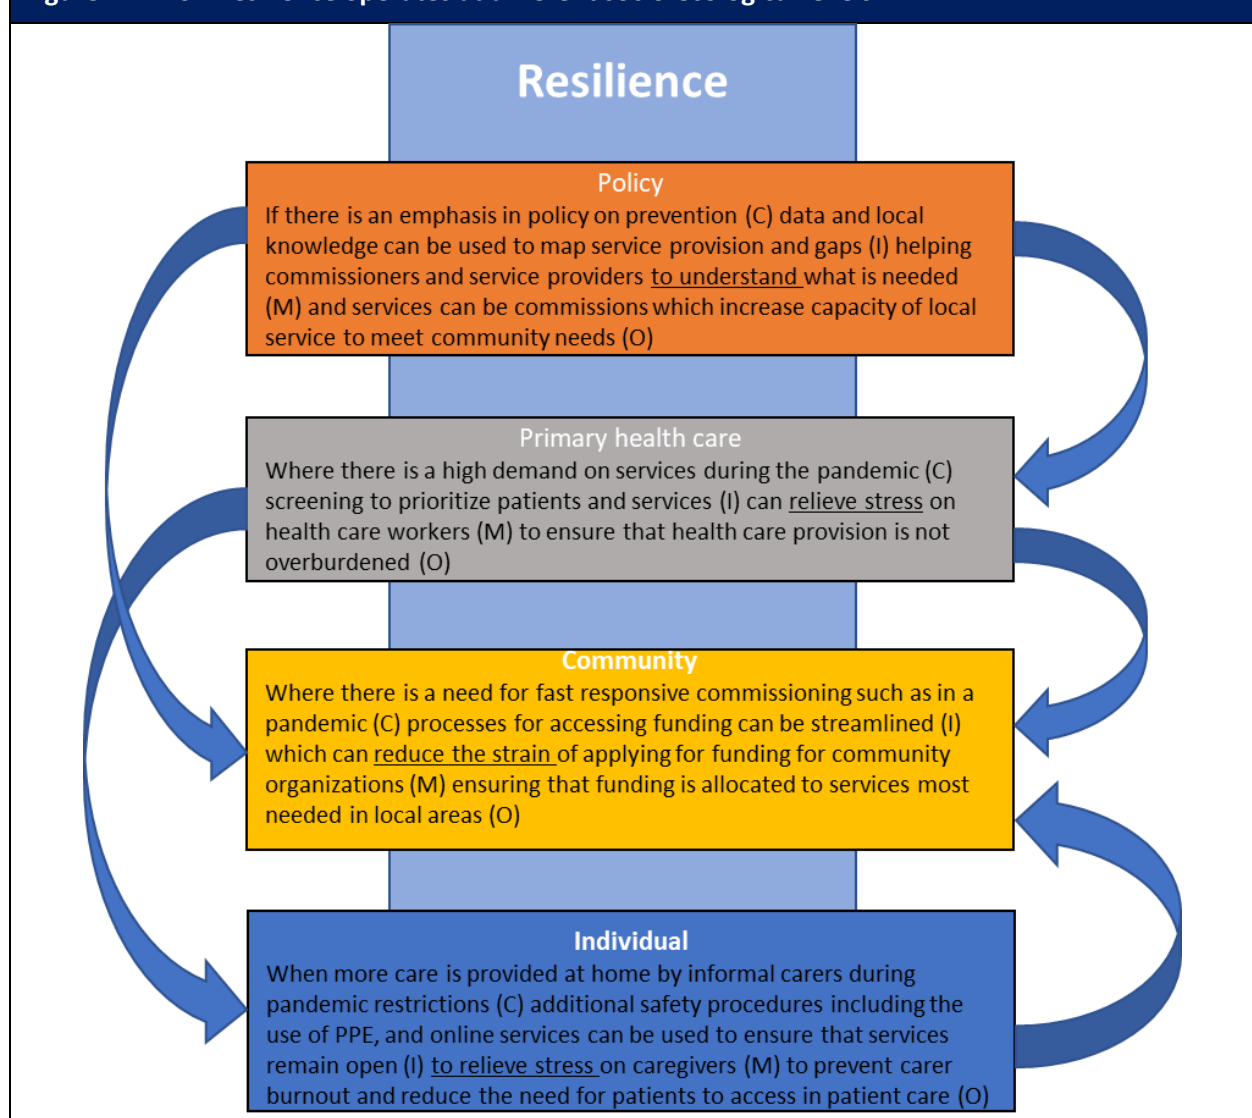 Resilience
Policy
If there is an emphasis in policy on prevention (C) data and local
knowledge can be used to map service provision and gaps (I) helping
commissioners and service providers to understand what is needed
(M) and services can be commissions which increase capacity of local
service to meet community needs (O)
Primary health care
Where there is a high demand on services during the pandemic (C)
screening to prioritize patients and services (I) can relieve stress on
health care workers (M) to ensure that health care provision is not
overburdened (O)
Community
Where there is a need for fast responsive commissioning such as in a
pandemic (C) processes for accessing funding can be streamlined (I)
which can reduce the strain of applying for funding for community
organizations (M) ensuring that funding is allocated to services most
needed in local areas (O)
Individual
When more care is provided at home by informal carers during
pandemic restrictions (C) additional safety procedures including the
use of PPE, and online services can be used to ensure that services
remain open (I) to relieve stress on caregivers (M) to prevent carer
burnout and reduce the need for patients to access in patient care (O)